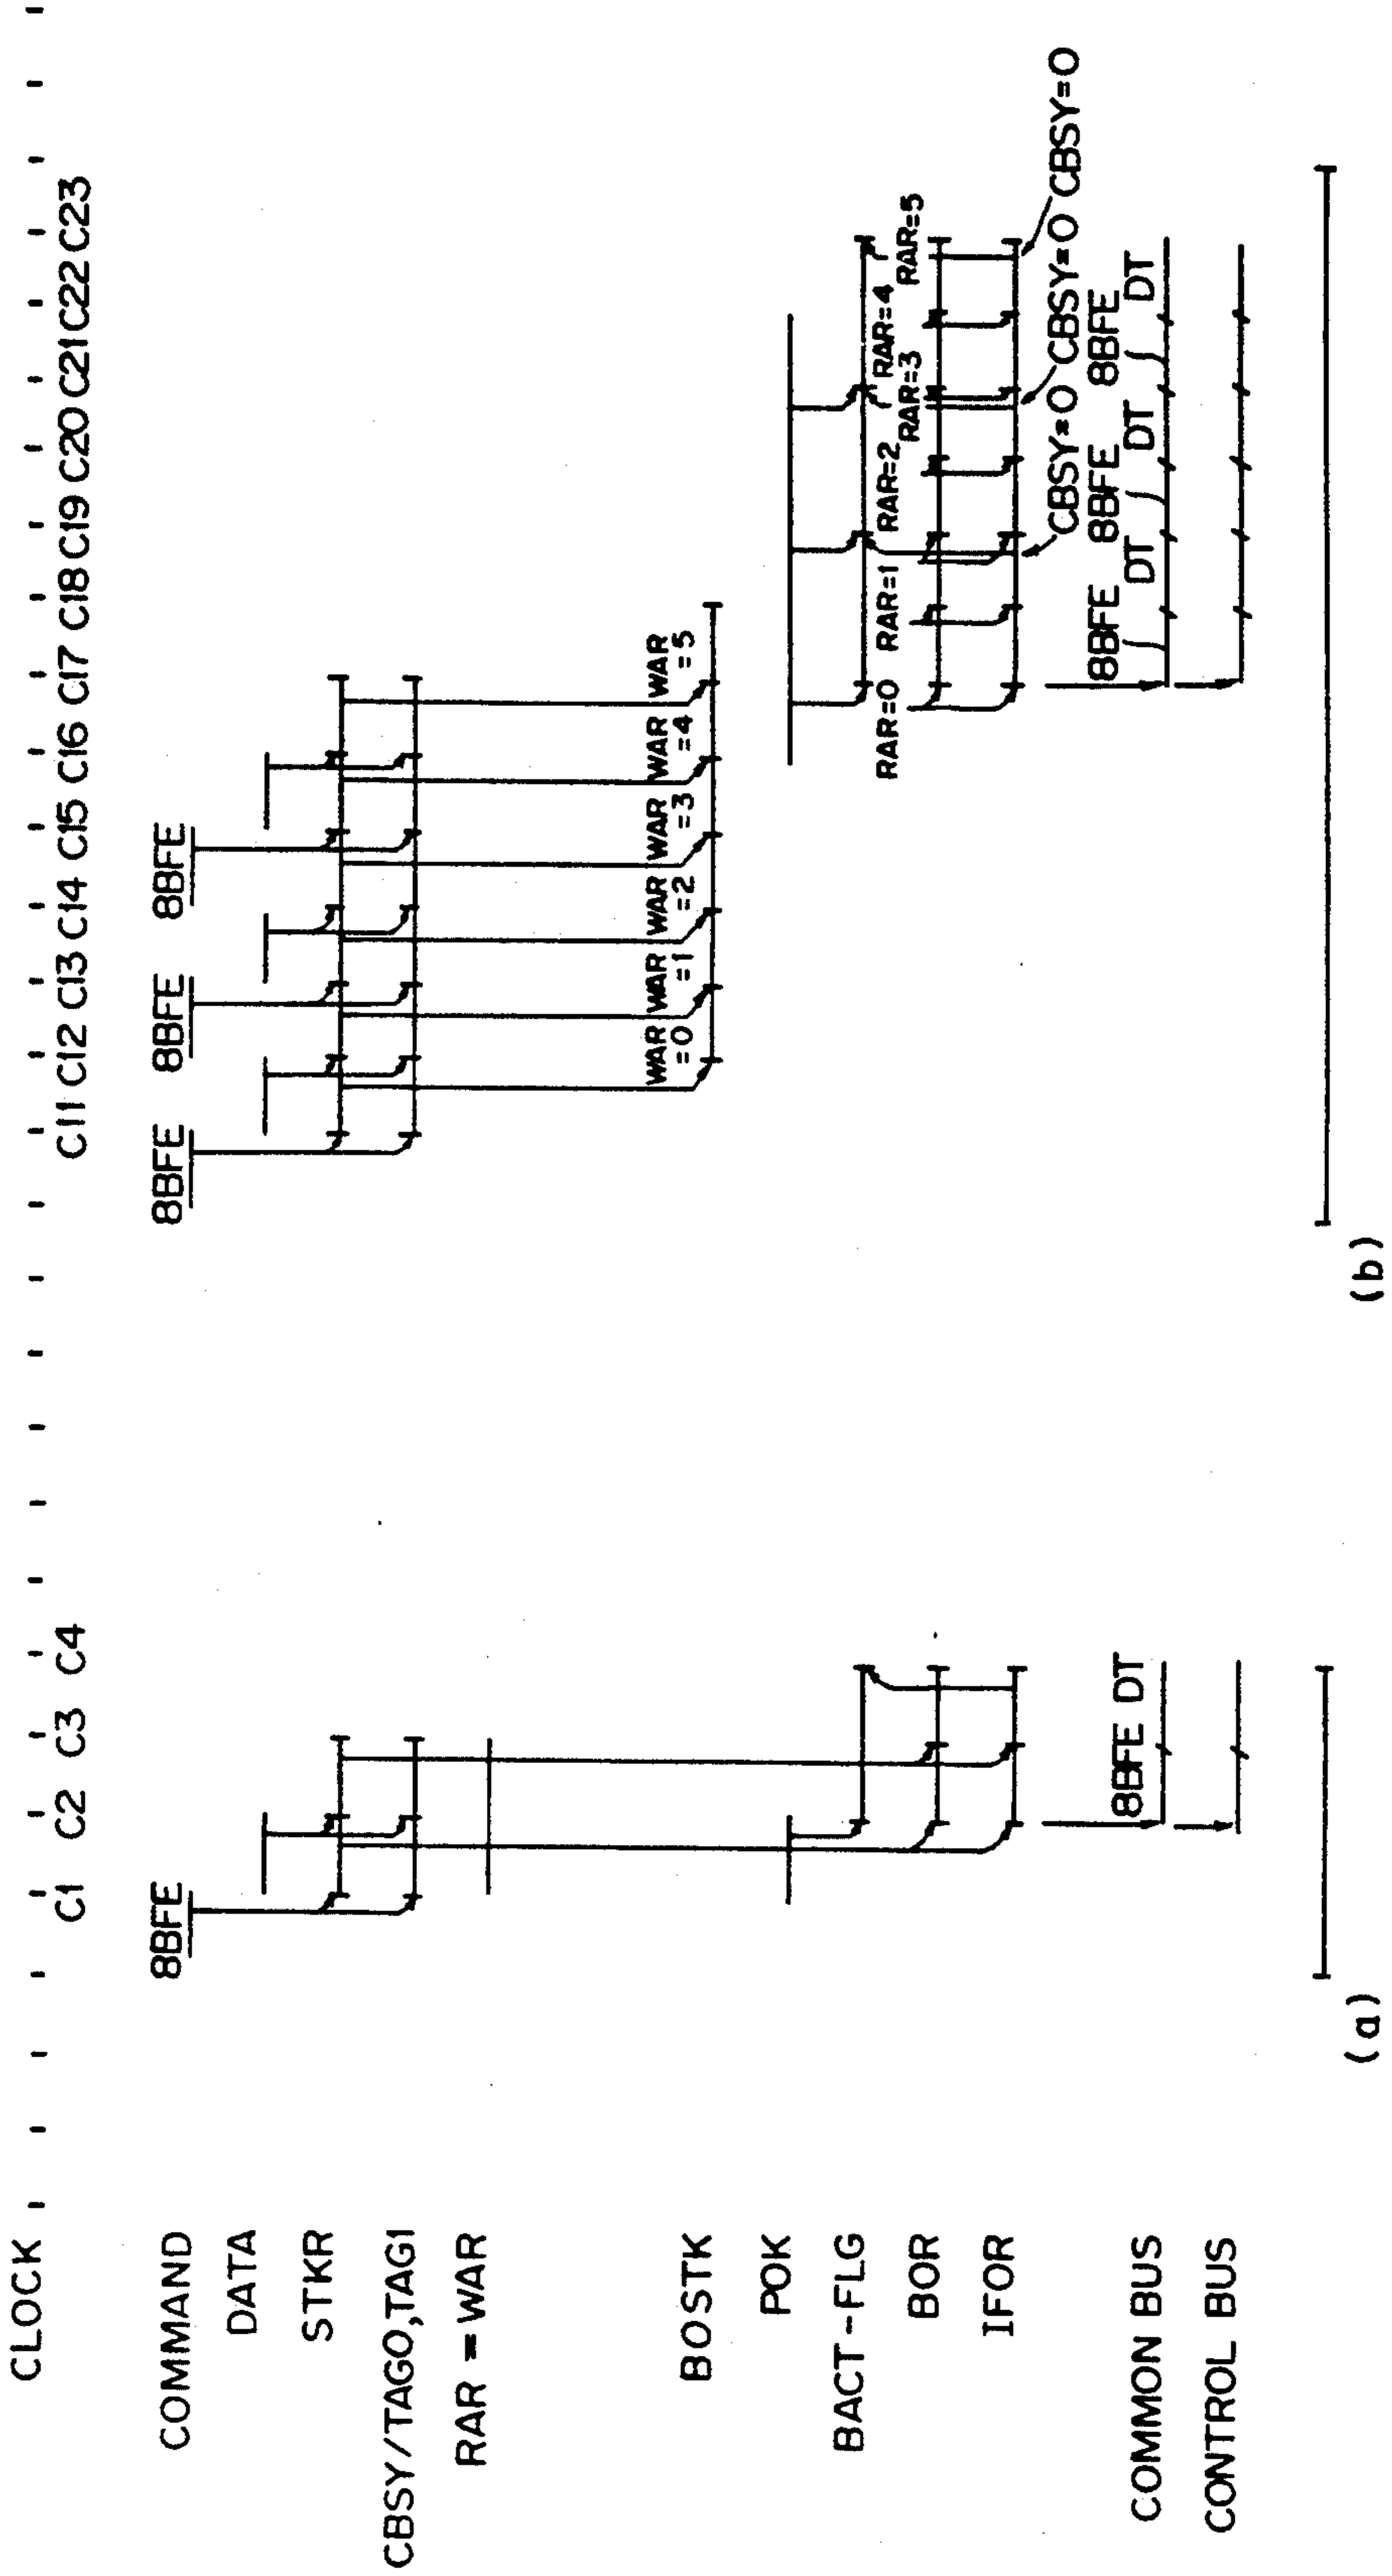 CLOCK
C1 C2 C3 C4
C11 C12 C13 C14 C15 C16 C17 C18 C19 C20 C21 C22 C23
COMMAND
8BFE
8BFE 8BFE 8BFE
DATA
STKR
CBSY/TAG0,TAG1
RAR = WAR
WAR =0 WAR =1 WAR =2 WAR =3 WAR =4 WAR =5
BOSTK
POK
BACT-FLG
RAR=0 RAR=1 RAR=2 RAR=3 RAR=4 RAR=5
BOR
IFOR
CBSY=0 CBSY=0 CBSY=0
8BFE DT
8BFE DT 8BFE DT 8BFE DT
COMMON BUS
CONTROL BUS
(a)
(b)